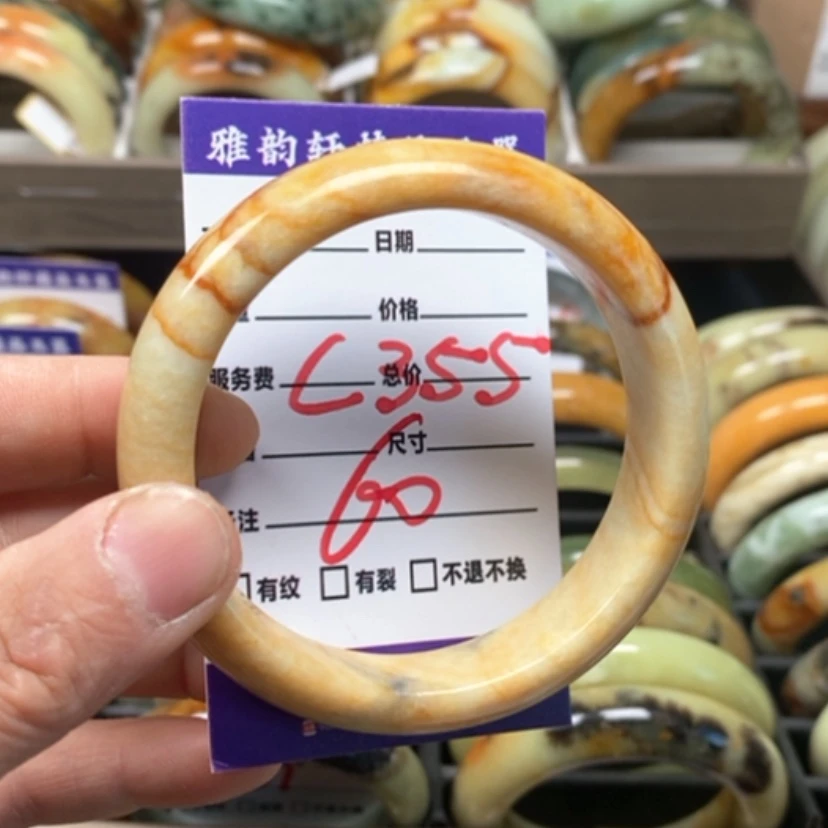 雅韵轩
日期
价格
服务费 总价
C355
尺寸
60
注
有纹 有裂 不退不换